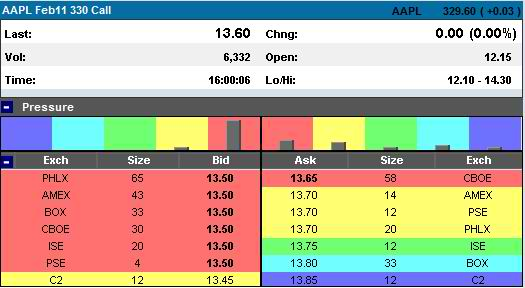 AAPL Feb11 330 Call AAPL 329.60 ( +0.03 )
Last: 13.60 Chng: 0.00 (0.00%)
Vol: 6,332 Open: 12.15
Time: 16:00:06 Lo/Hi: 12.10 - 14.30
- Pressure
- Exch Size Bid Ask Size Exch
PHLX 65 13.50 13.65 58 CBOE
AMEX 43 13.50 13.70 14 AMEX
BOX 33 13.50 13.70 12 PSE
CBOE 30 13.50 13.70 20 PHLX
ISE 20 13.50 13.75 12 ISE
PSE 4 13.50 13.80 33 BOX
C2 12 13.45 13.85 12 C2